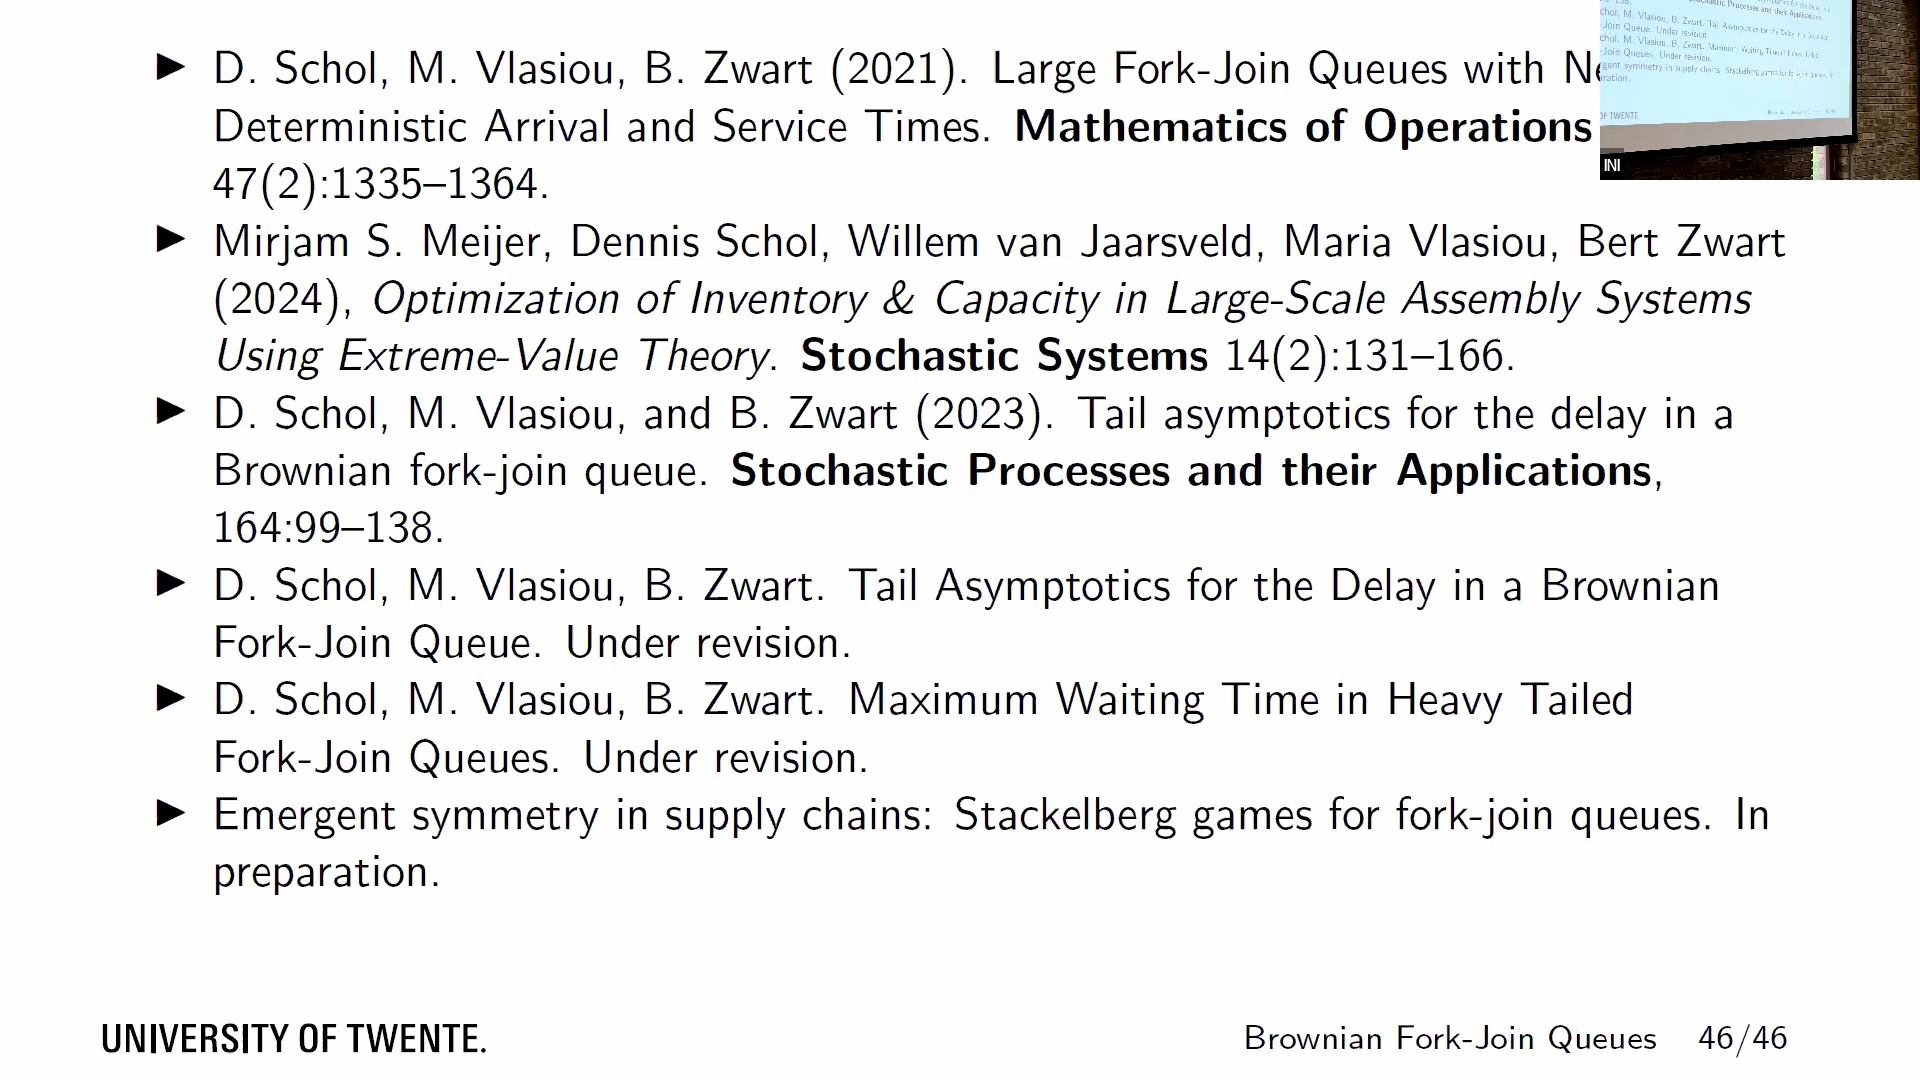 ► D. Schol, M. Vlasiou, B. Zwart (2021). Large Fork-Join Queues with
Deterministic Arrival and Service Times. Mathematics of Operations
47(2):1335–1364.
► Mirjam S. Meijer, Dennis Schol, Willem van Jaarsveld, Maria Vlasiou, Bert Zwart
(2024), Optimization of Inventory & Capacity in Large-Scale Assembly Systems
Using Extreme-Value Theory. Stochastic Systems 14(2):131–166.
► D. Schol, M. Vlasiou, and B. Zwart (2023). Tail asymptotics for the delay in a
Brownian fork-join queue. Stochastic Processes and their Applications,
164:99–138.
► D. Schol, M. Vlasiou, B. Zwart. Tail Asymptotics for the Delay in a Brownian
Fork-Join Queue. Under revision.
► D. Schol, M. Vlasiou, B. Zwart. Maximum Waiting Time in Heavy Tailed
Fork-Join Queues. Under revision.
► Emergent symmetry in supply chains: Stackelberg games for fork-join queues. In
preparation.
UNIVERSITY OF TWENTE.
Brownian Fork-Join Queues 46/46
INI